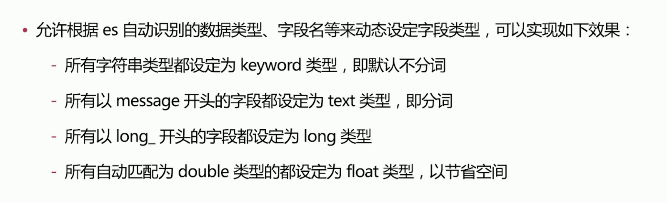 • 允许根据 es 自动识别的数据类型、字段名等来动态设定字段类型，可以实现如下效果：
- 所有字符串类型都设定为 keyword 类型，即默认不分词
- 所有以 message 开头的字段都设定为 text 类型，即分词
- 所有以 long_ 开头的字段都设定为 long 类型
- 所有自动匹配为 double 类型的都设定为 float 类型，以节省空间